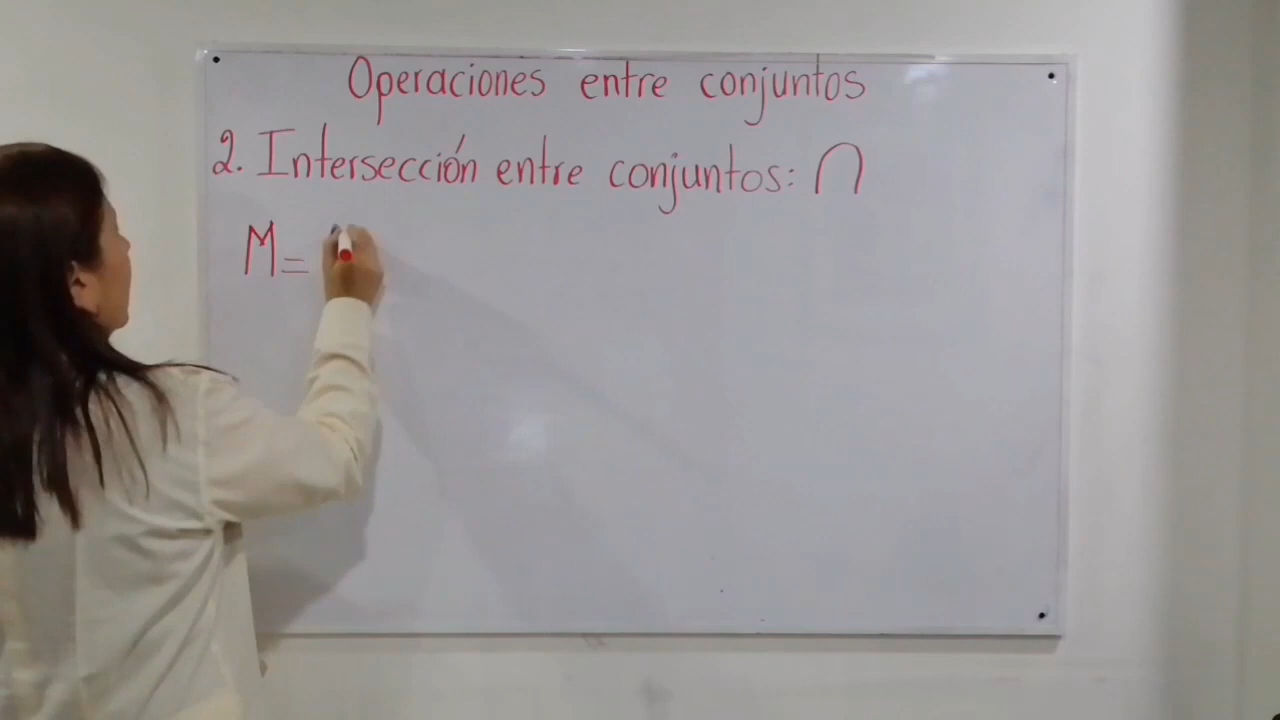 Operaciones entre conjuntos
2. Intersección entre conjuntos: ∩
M =